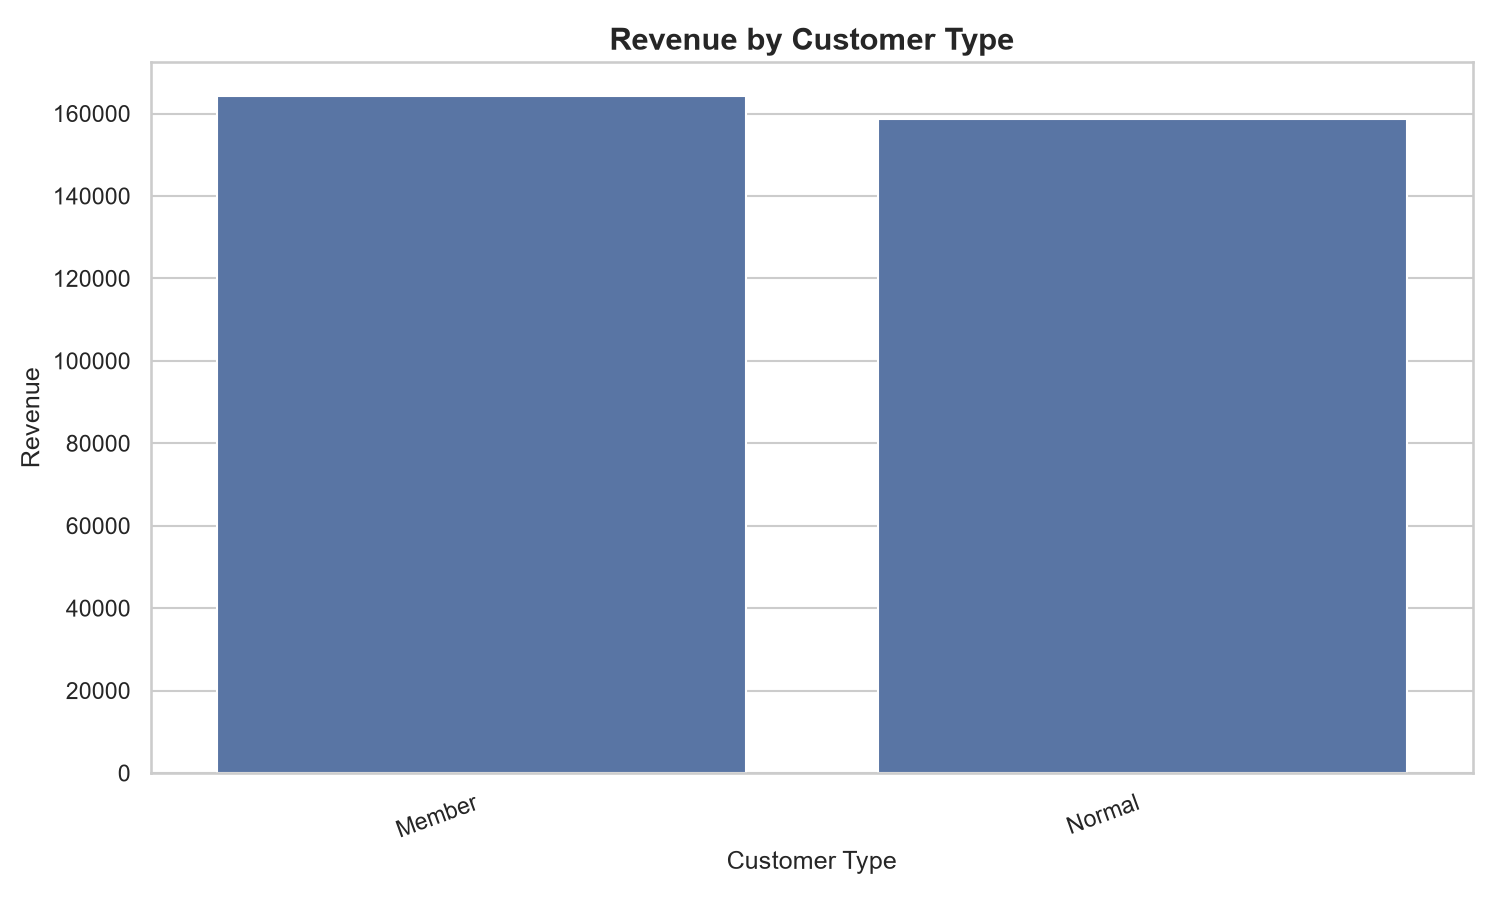 Revenue by Customer Type
160000
140000
120000
100000
80000
60000
40000
20000
0
Revenue
Member
Normal
Customer Type